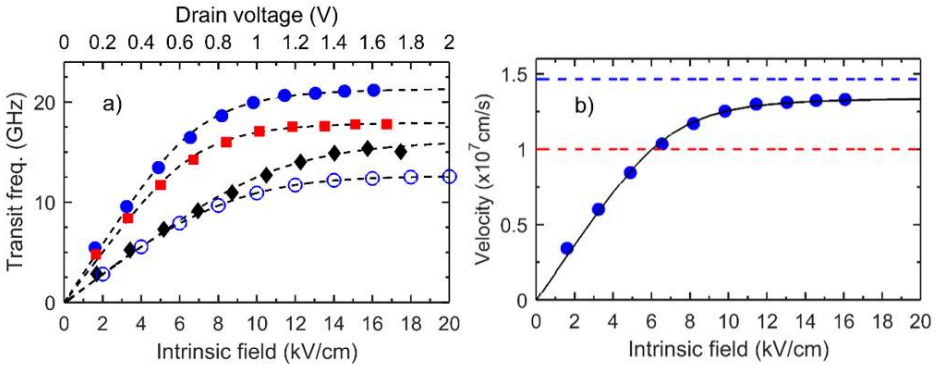 Drain voltage (V)
0 0.2 0.4 0.6 0.8 1 1.2 1.4 1.6 1.8 2
a)
Transit freq. (GHz)
20
10
0
0 2 4 6 8 10 12 14 16 18 20
Intrinsic field (kV/cm)
b)
Velocity (x10⁷cm/s)
1.5
1
0.5
0
0 2 4 6 8 10 12 14 16 18 20
Intrinsic field (kV/cm)